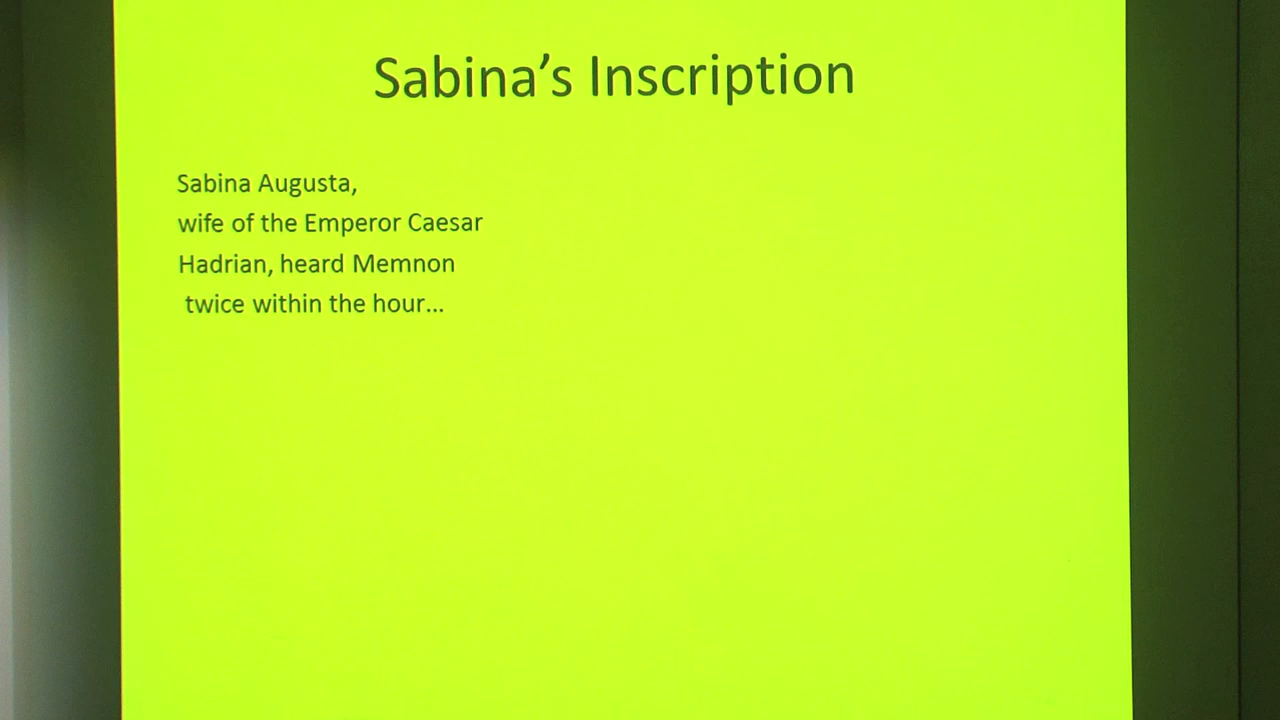 Sabina’s Inscription
Sabina Augusta,
wife of the Emperor Caesar
Hadrian, heard Memnon
twice within the hour...